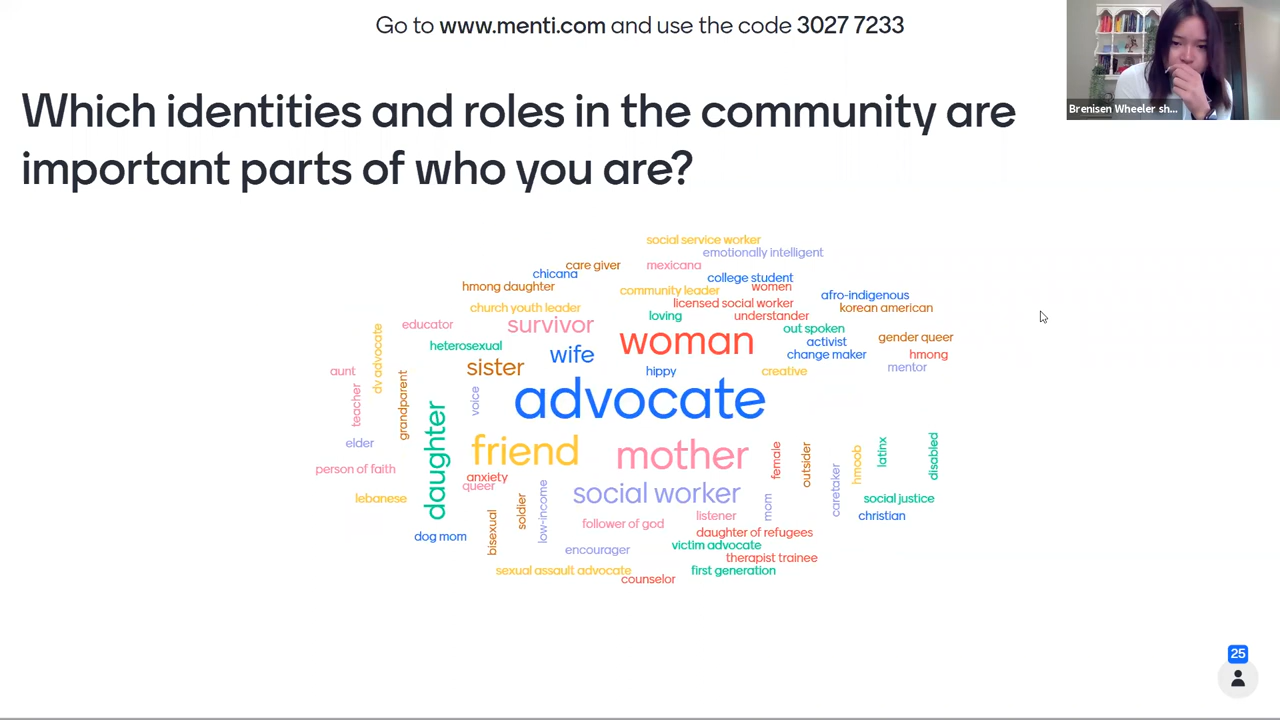 Go to www.menti.com and use the code 3027 7233
Brenisen Wheeler sh...
Which identities and roles in the community are
important parts of who you are?
social service worker
emotionally intelligent
care giver
mexicana
chicana
college student
hmong daughter
community leader
women
afro-indigenous
licensed social worker
church youth leader
korean american
loving
understander
educator
survivor
out spoken
gender queer
heterosexual
wife
woman
activist
change maker
hmong
aunt
dv advocate
sister
hippy
creative
mentor
teacher
grandparent
voice
advocate
elder
daughter
friend
mother
female
outsider
hmoob
latinx
disabled
person of faith
anxiety
queer
social worker
caretaker
lebanese
soldier
low-income
mom
social justice
listener
christian
follower of god
dog mom
bisexual
daughter of refugees
encourager
victim advocate
therapist trainee
sexual assault advocate
counselor
first generation
25